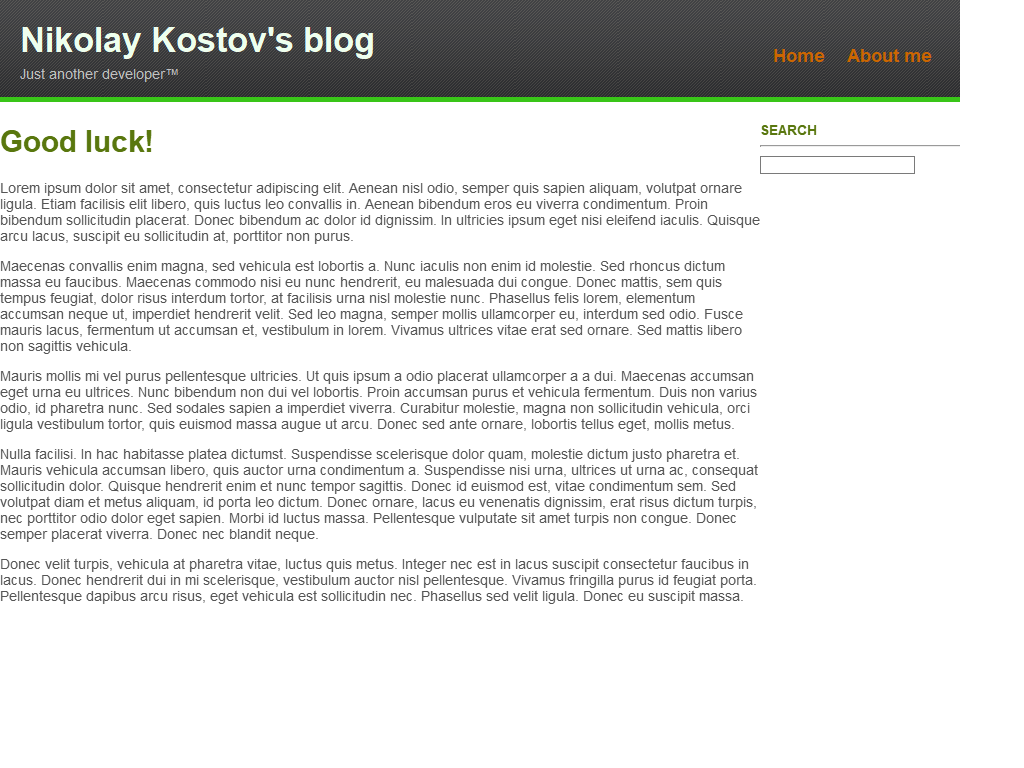 Nikolay Kostov's blog
Just another developer™
Home About me
Good luck!
Lorem ipsum dolor sit amet, consectetur adipiscing elit. Aenean nisl odio, semper quis sapien aliquam, volutpat ornare
ligula. Etiam facilisis elit libero, quis luctus leo convallis in. Aenean bibendum eros eu viverra condimentum. Proin
bibendum sollicitudin placerat. Donec bibendum ac dolor id dignissim. In ultricies ipsum eget nisi eleifend iaculis. Quisque
arcu lacus, suscipit eu sollicitudin at, porttitor non purus.
Maecenas convallis enim magna, sed vehicula est lobortis a. Nunc iaculis non enim id molestie. Sed rhoncus dictum
massa eu faucibus. Maecenas commodo nisi eu nunc hendrerit, eu malesuada dui congue. Donec mattis, sem quis
tempus feugiat, dolor risus interdum tortor, at facilisis urna nisl molestie nunc. Phasellus felis lorem, elementum
accumsan neque ut, imperdiet hendrerit velit. Sed leo magna, semper mollis ullamcorper eu, interdum sed odio. Fusce
mauris lacus, fermentum ut accumsan et, vestibulum in lorem. Vivamus ultrices vitae erat sed ornare. Sed mattis libero
non sagittis vehicula.
Mauris mollis mi vel purus pellentesque ultricies. Ut quis ipsum a odio placerat ullamcorper a a dui. Maecenas accumsan
eget urna eu ultrices. Nunc bibendum non dui vel lobortis. Proin accumsan purus et vehicula fermentum. Duis non varius
odio, id pharetra nunc. Sed sodales sapien a imperdiet viverra. Curabitur molestie, magna non sollicitudin vehicula, orci
ligula vestibulum tortor, quis euismod massa augue ut arcu. Donec sed ante ornare, lobortis tellus eget, mollis metus.
Nulla facilisi. In hac habitasse platea dictumst. Suspendisse scelerisque dolor quam, molestie dictum justo pharetra et.
Mauris vehicula accumsan libero, quis auctor urna condimentum a. Suspendisse nisi urna, ultrices ut urna ac, consequat
sollicitudin dolor. Quisque hendrerit enim et nunc tempor sagittis. Donec id euismod est, vitae condimentum sem. Sed
volutpat diam et metus aliquam, id porta leo dictum. Donec ornare, lacus eu venenatis dignissim, erat risus dictum turpis,
nec porttitor odio dolor eget sapien. Morbi id luctus massa. Pellentesque vulputate sit amet turpis non congue. Donec
semper placerat viverra. Donec nec blandit neque.
Donec velit turpis, vehicula at pharetra vitae, luctus quis metus. Integer nec est in lacus suscipit consectetur faucibus in
lacus. Donec hendrerit dui in mi scelerisque, vestibulum auctor nisl pellentesque. Vivamus fringilla purus id feugiat porta.
Pellentesque dapibus arcu risus, eget vehicula est sollicitudin nec. Phasellus sed velit ligula. Donec eu suscipit massa.
SEARCH